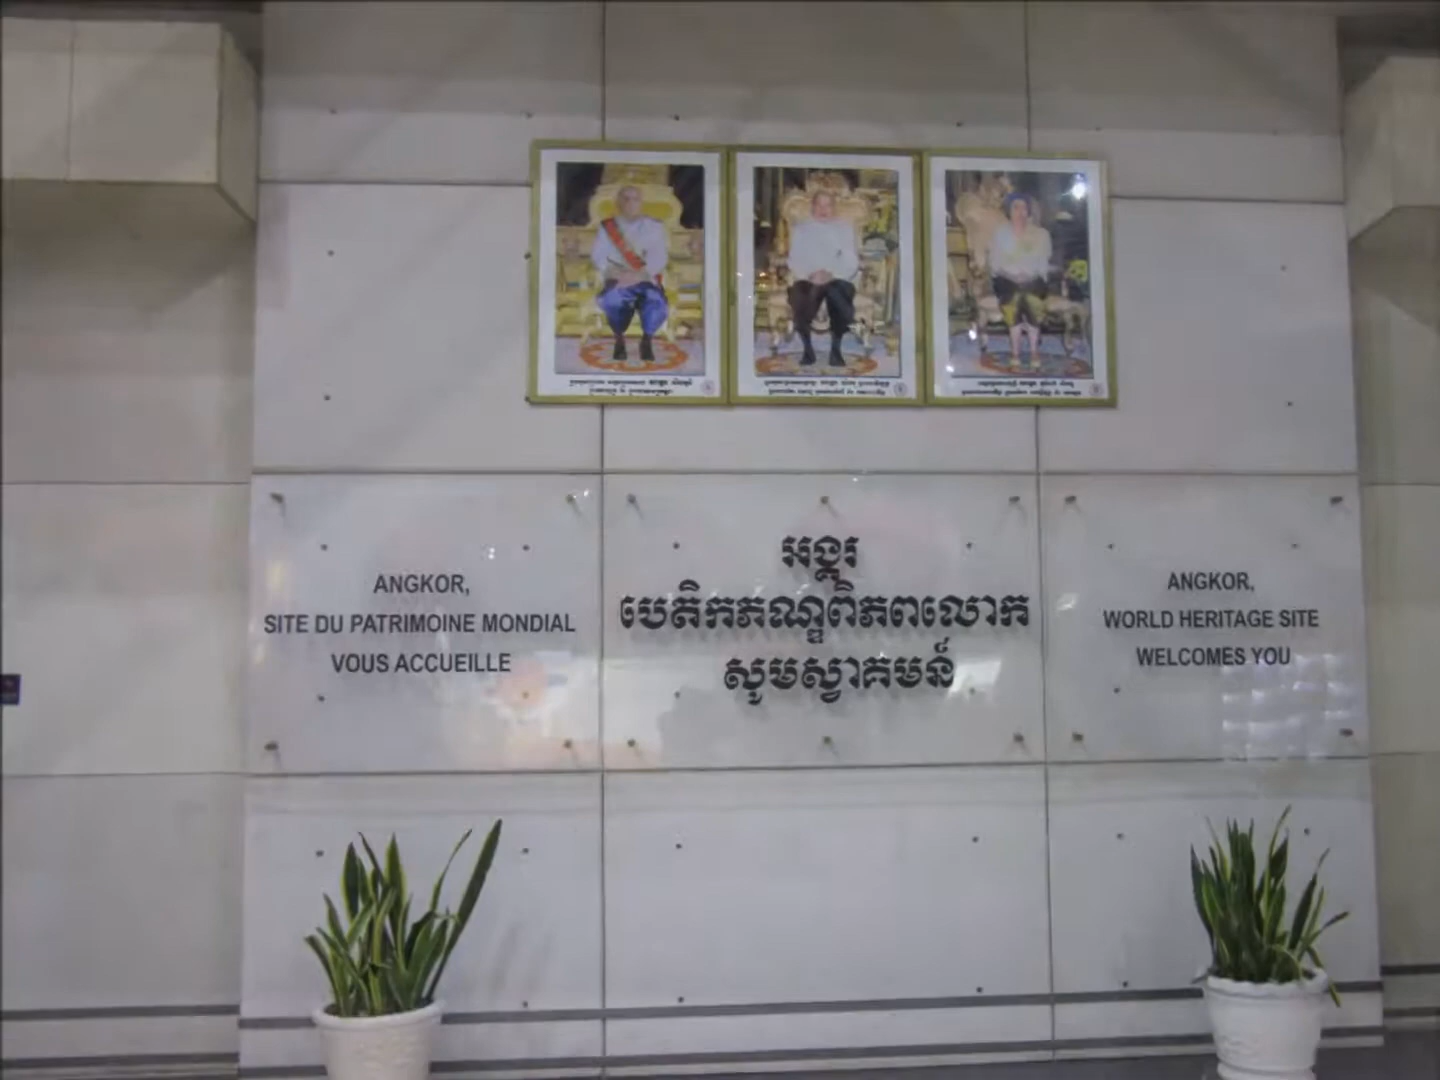 ANGKOR,
SITE DU PATRIMOINE MONDIAL
VOUS ACCUEILLE
អង្គរ
បេតិកភណ្ឌពិភពលោក
សូមស្វាគមន៍
ANGKOR,
WORLD HERITAGE SITE
WELCOMES YOU